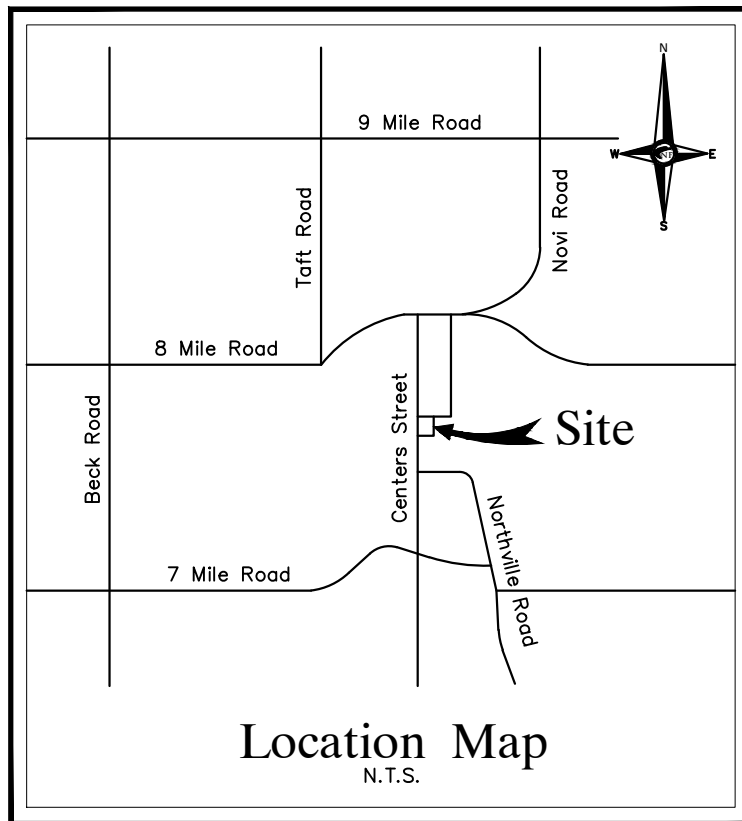 N
9 Mile Road
W
E
S
Taft Road
Novi Road
8 Mile Road
Beck Road
Centers Street
Site
Northville Road
7 Mile Road
Location Map
N.T.S.